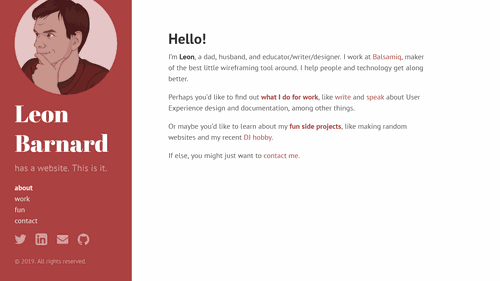 Leon
Barnard
has a website. This is it.
about
work
fun
contact
© 2019. All rights reserved.
Hello!
I'm Leon, a dad, husband, and educator/writer/designer. I work at Balsamiq, maker
of the best little wireframing tool around. I help people and technology get along
better.
Perhaps you'd like to find out what I do for work, like write and speak about User
Experience design and documentation, among other things.
Or maybe you'd like to learn about my fun side projects, like making random
websites and my recent DJ hobby.
If else, you might just want to contact me.